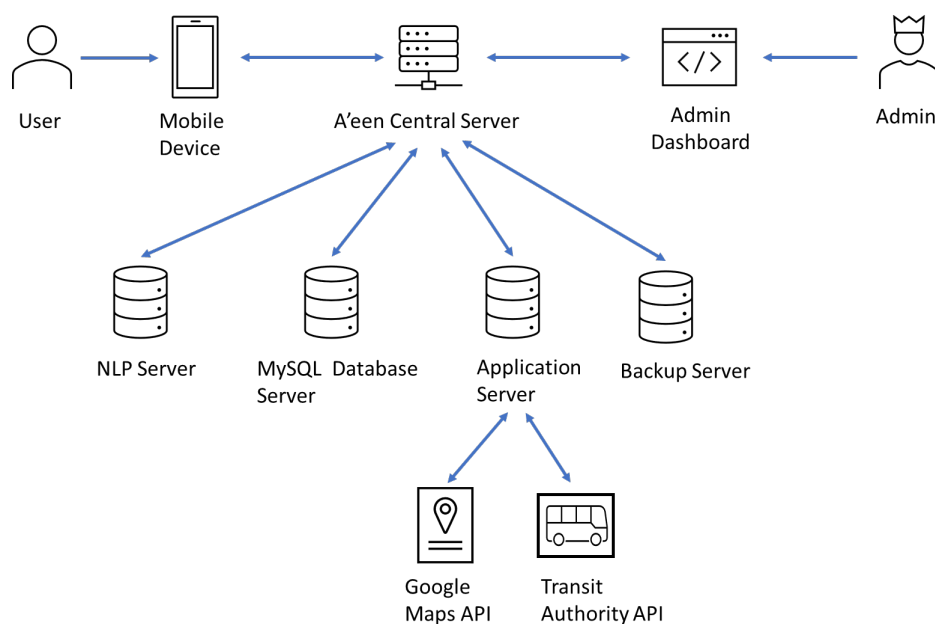 User
Mobile
Device
A'een Central Server
</>
Admin
Dashboard
Admin
NLP Server
MySQL Database
Server
Application
Server
Backup Server
Google
Maps API
Transit
Authority API